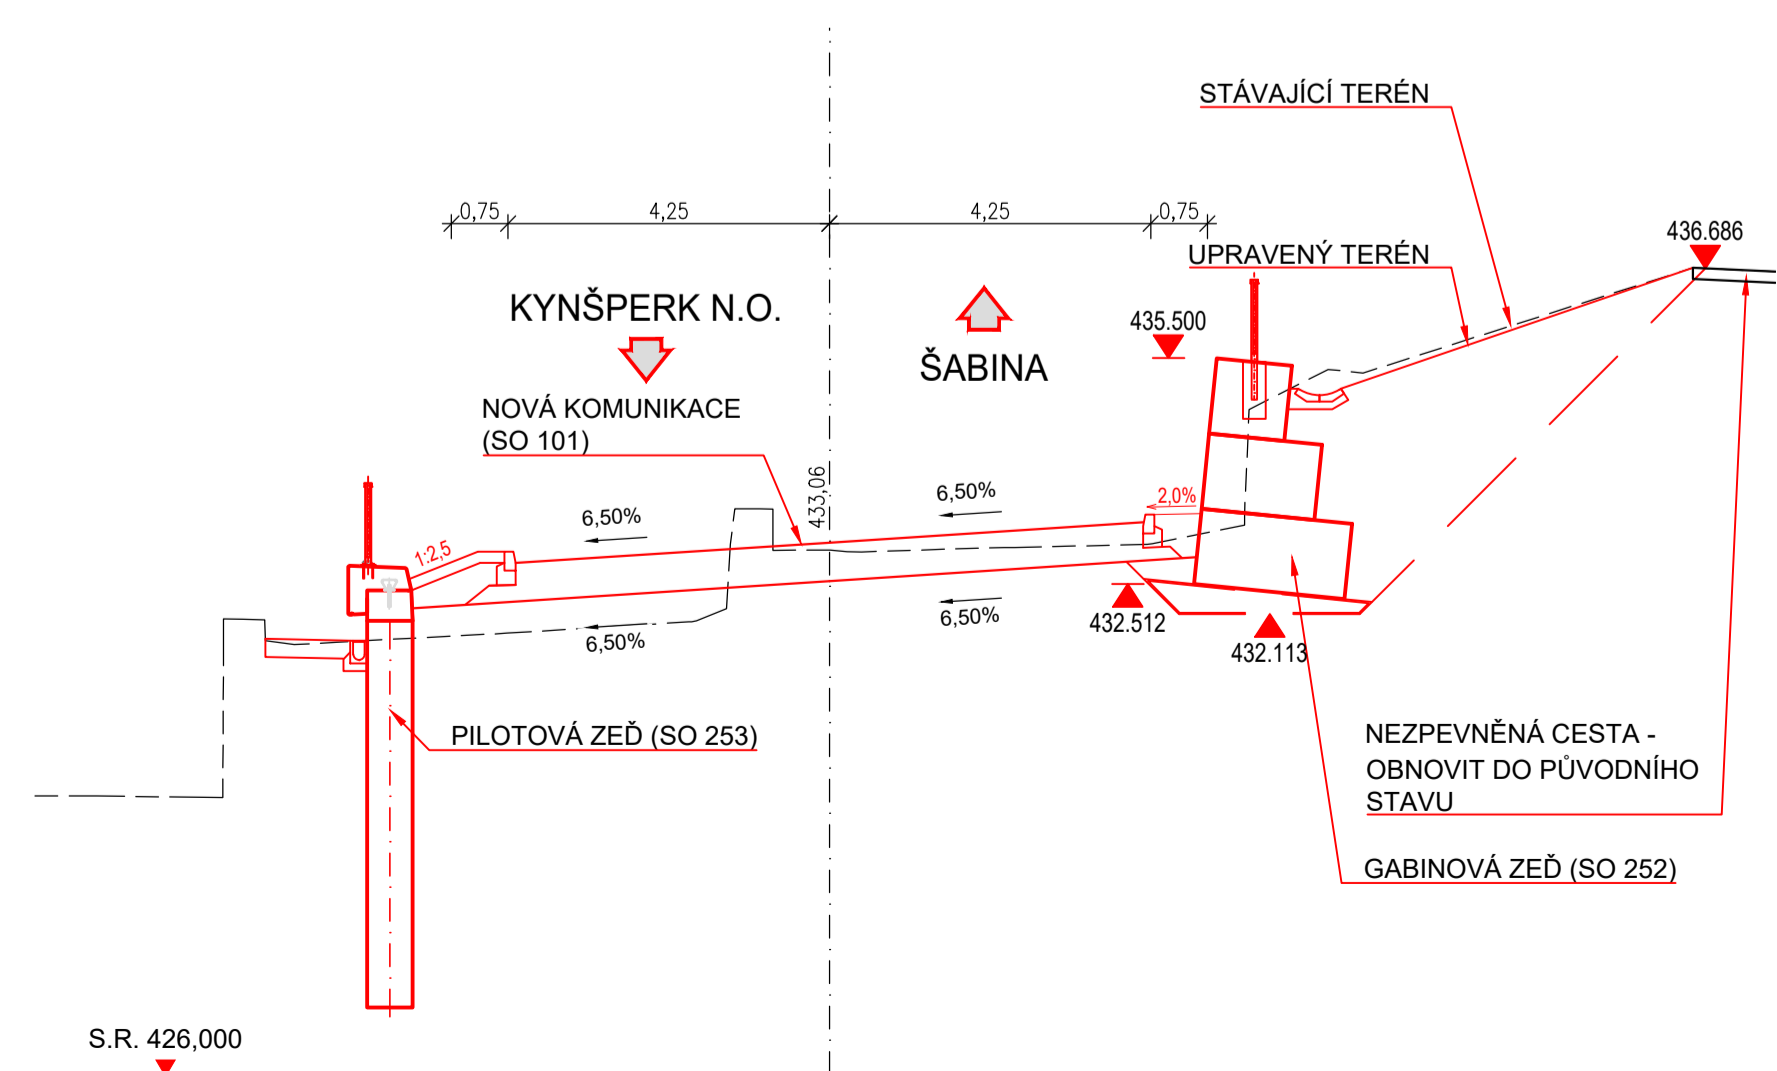 STÁVAJÍCÍ TERÉN
0,75
4,25
4,25
0,75
436.686
UPRAVENÝ TERÉN
KYNŠPERK N.O.
435.500
ŠABINA
NOVÁ KOMUNIKACE
(SO 101)
433,06
6,50%
6,50%
2,0%
1:2,5
6,50%
6,50%
432.512
432.113
PILOTOVÁ ZEĎ (SO 253)
NEZPEVNĚNÁ CESTA -
OBNOVIT DO PŮVODNÍHO
STAVU
GABINOVÁ ZEĎ (SO 252)
S.R. 426,000